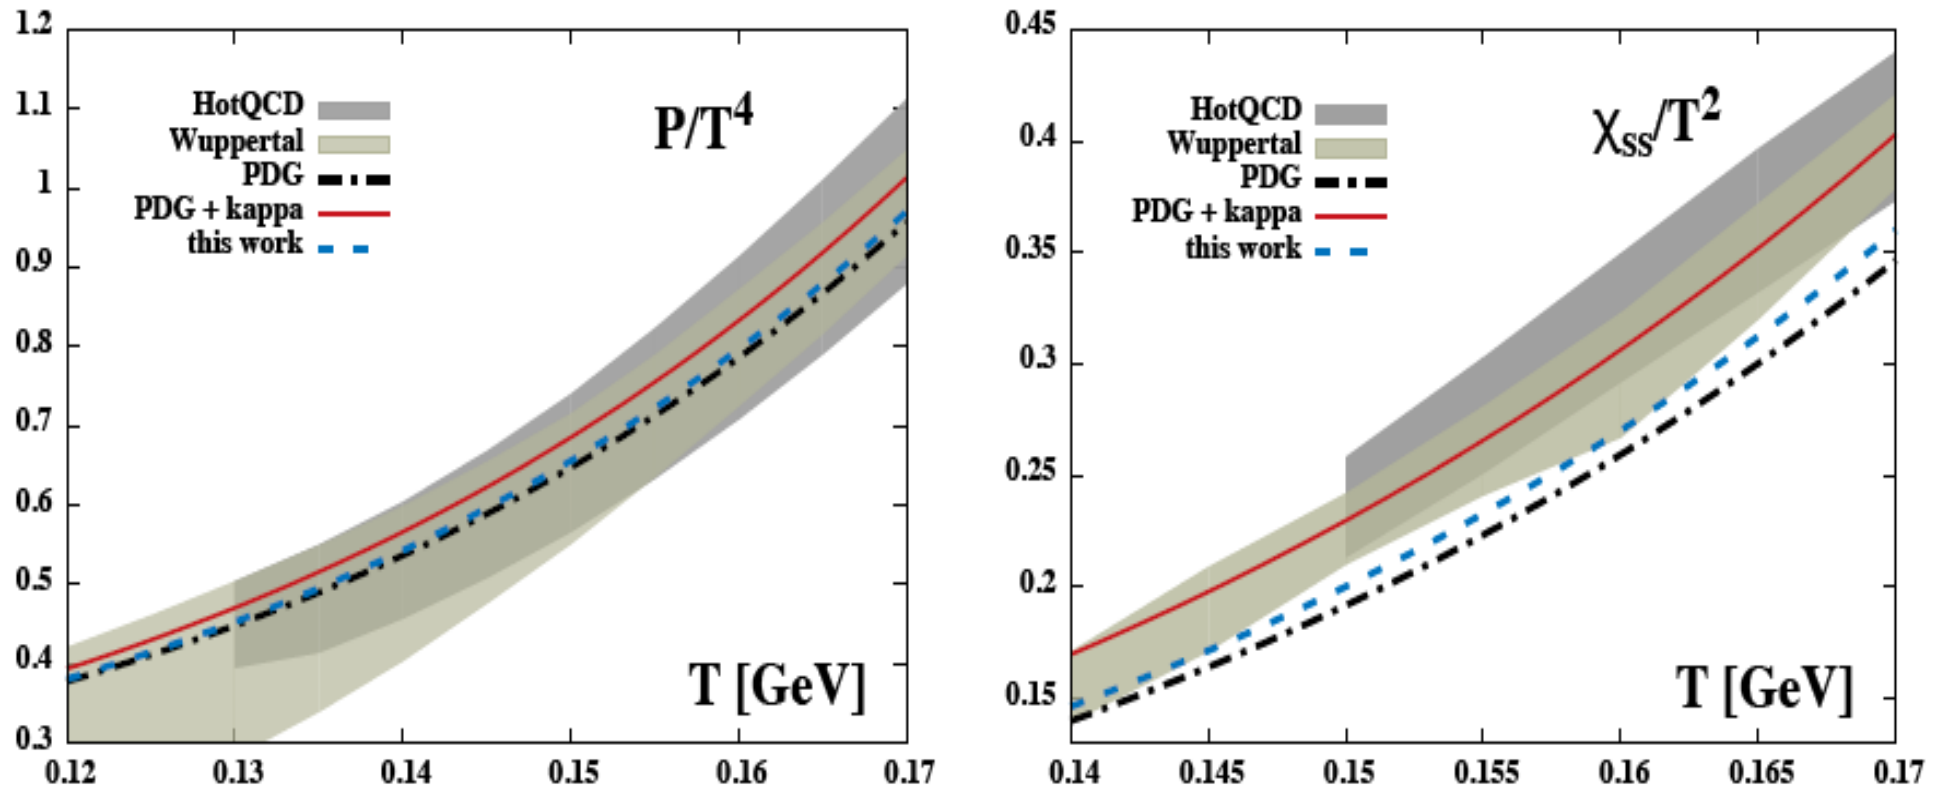 1.2
1.1
1
0.9
0.8
0.7
0.6
0.5
0.4
0.3
HotQCD
Wuppertal
PDG
PDG + kappa
this work
P/T4
T [GeV]
0.12 0.13 0.14 0.15 0.16 0.17
0.45
0.4
0.35
0.3
0.25
0.2
0.15
HotQCD
Wuppertal
PDG
PDG + kappa
this work
χSS/T2
T [GeV]
0.14 0.145 0.15 0.155 0.16 0.165 0.17